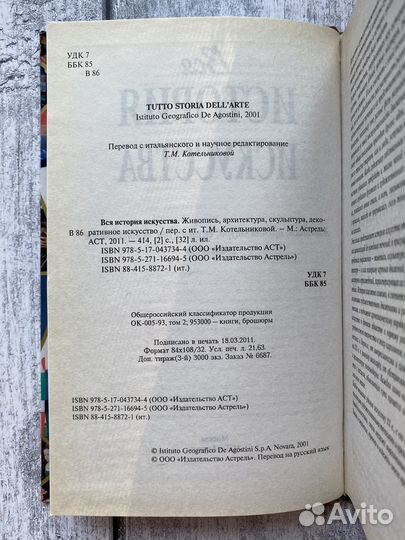 УДК 7
ББК 85
В 86
TUTTO STORIA DELL'ARTE
Istituto Geografico De Agostini, 2001
Перевод с итальянского и научное редактирование
Т.М. Котельниковой
Вся история искусства. Живопись, архитектура, скульптура, деко-
В 86 ративное искусство / пер. с ит. Т.М. Котельниковой. – М.: Астрель:
АСТ, 2011. – 414, [2] с., [32] л. ил.
ISBN 978-5-17-043734-4 (ООО «Издательство АСТ»)
ISBN 978-5-271-16694-5 (ООО «Издательство Астрель»)
ISBN 88-415-8872-1 (ит.)
УДК 7
ББК 85
Общероссийский классификатор продукции
ОК-005-93, том 2; 953000 – книги, брошюры
Подписано в печать 18.03.2011.
Формат 84х108/32. Усл. печ. л. 21,63.
Доп. тираж(3-й) 3000 экз. Заказ № 6687.
ISBN 978-5-17-043734-4 (ООО «Издательство АСТ»)
ISBN 978-5-271-16694-5 (ООО «Издательство Астрель»)
ISBN 88-415-8872-1 (ит.)
© Istituto Geografico De Agostini S.p.A. Novara, 2001
© ООО «Издательство Астрель». Перевод на русский язык
Вся
ИСТОРИЯ
ИСКУССТВА
Avito